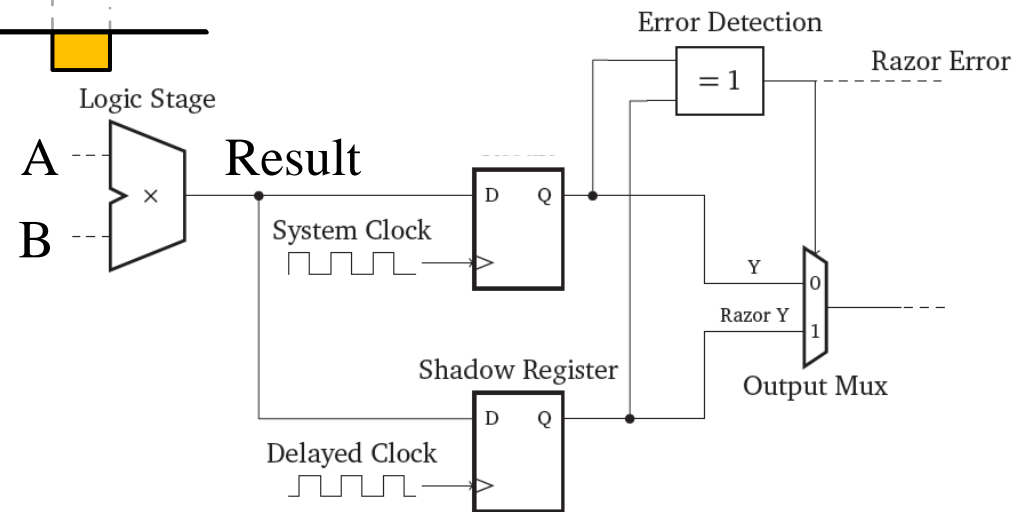 Error Detection
Razor Error
= 1
Logic Stage
A
Result
×
D Q
System Clock
B
Y
0
Razor Y
1
Shadow Register
Output Mux
D Q
Delayed Clock